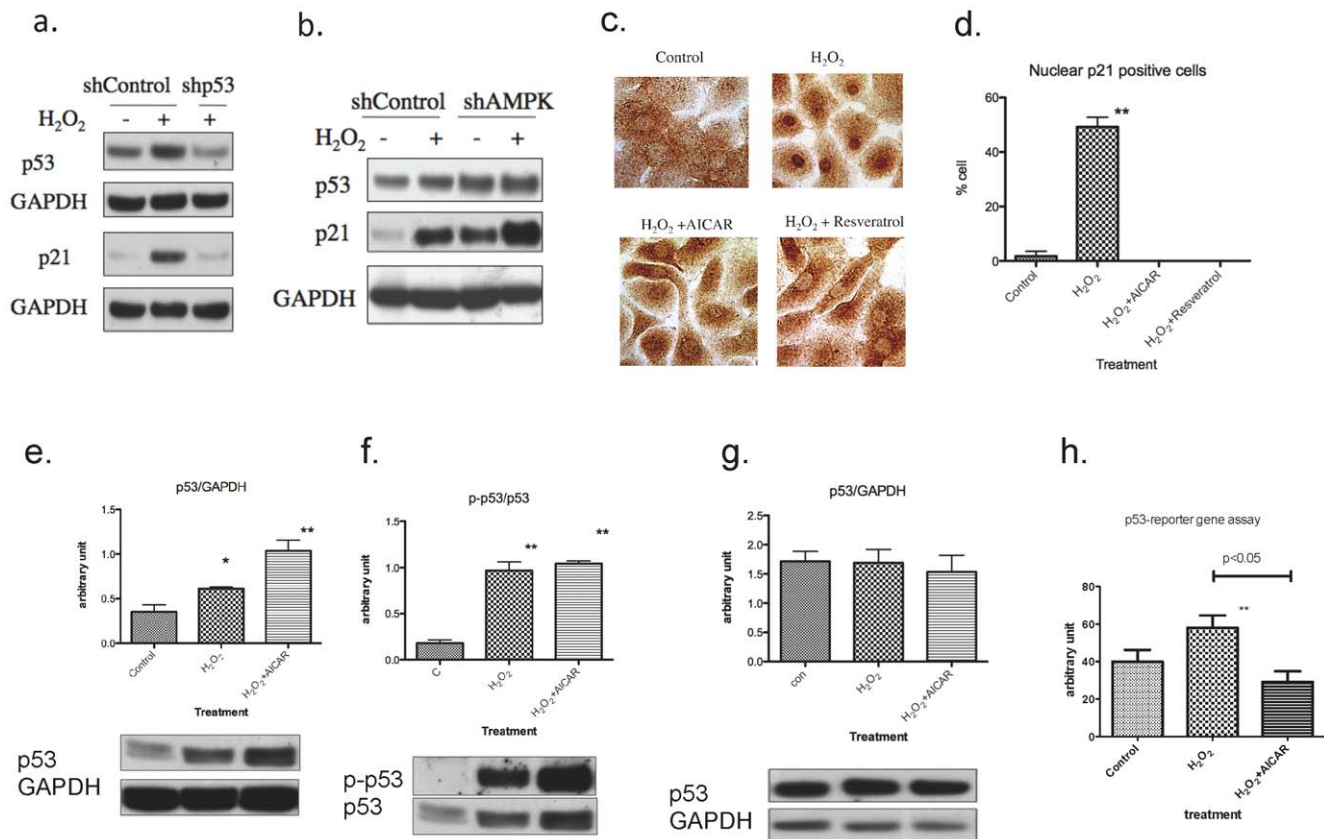 a.
shControl shp53
H₂O₂ - + +
p53
GAPDH
p21
GAPDH
b.
shControl shAMPK
H₂O₂ - + - +
p53
p21
GAPDH
c.
Control
H₂O₂
H₂O₂ +AICAR
H₂O₂ + Resveratrol
d.
Nuclear p21 positive cells
% cell
60
40
20
0
**
Control
H₂O₂
H₂O₂+AICAR
H₂O₂+Resveratrol
Treatment
e.
p53/GAPDH
arbitrary unit
1.5
1.0
0.5
0.0
*
**
Control
H₂O₂
H₂O₂+AICAR
Treatment
p53
GAPDH
f.
p-p53/p53
arbitrary unit
1.5
1.0
0.5
0.0
**
**
C
H₂O₂
H₂O₂+AICAR
Treatment
p-p53
p53
g.
p53/GAPDH
arbitrary unit
2.5
2.0
1.5
1.0
0.5
0.0
con
H₂O₂
H₂O₂+AICAR
Treatment
p53
GAPDH
h.
p53-reporter gene assay
p<0.05
arbitrary unit
80
60
40
20
0
**
Control
H₂O₂
H₂O₂+AICAR
treatment